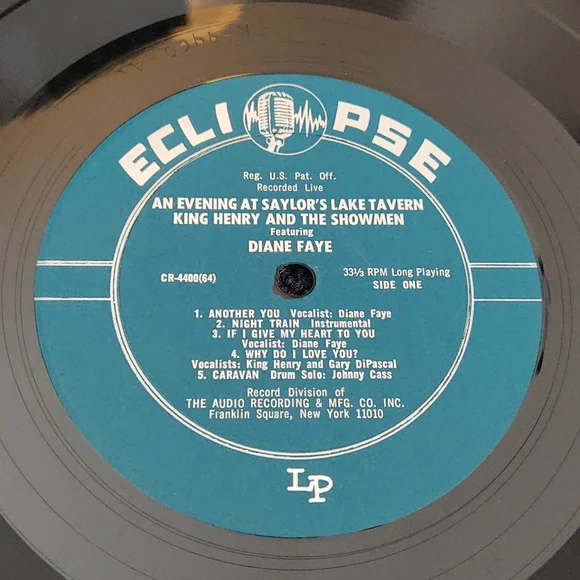 ECLIPSE
Reg. U.S. Pat. Off.
Recorded Live
AN EVENING AT SAYLOR'S LAKE TAVERN
KING HENRY AND THE SHOWMEN
Featuring
DIANE FAYE
CR-4400(64)
33⅓ RPM Long Playing
SIDE ONE
1. ANOTHER YOU Vocalist: Diane Faye
2. NIGHT TRAIN Instrumental
3. IF I GIVE MY HEART TO YOU
Vocalist: Diane Faye
4. WHY DO I LOVE YOU?
Vocalists: King Henry and Gary DiPascal
5. CARAVAN Drum Solo: Johnny Cass
Record Division of
THE AUDIO RECORDING & MFG. CO. INC.
Franklin Square, New York 11010
LP